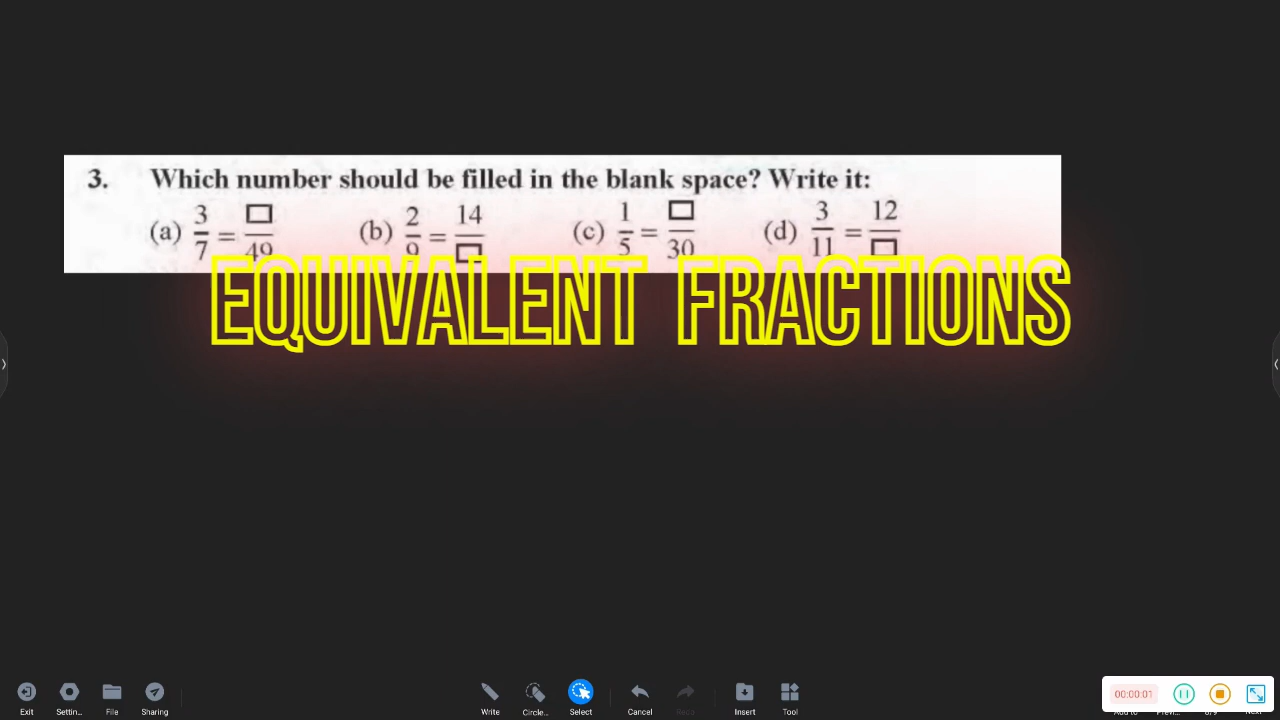 3. Which number should be filled in the blank space? Write it:
(a) 3/7 = □/49 (b) 2/9 = 14/□ (c) 1/5 = □/30 (d) 3/11 = 12/□
EQUIVALENT FRACTIONS
Exit Settin... File Sharing Write Circle... Select Cancel Insert Tool
00:00:01